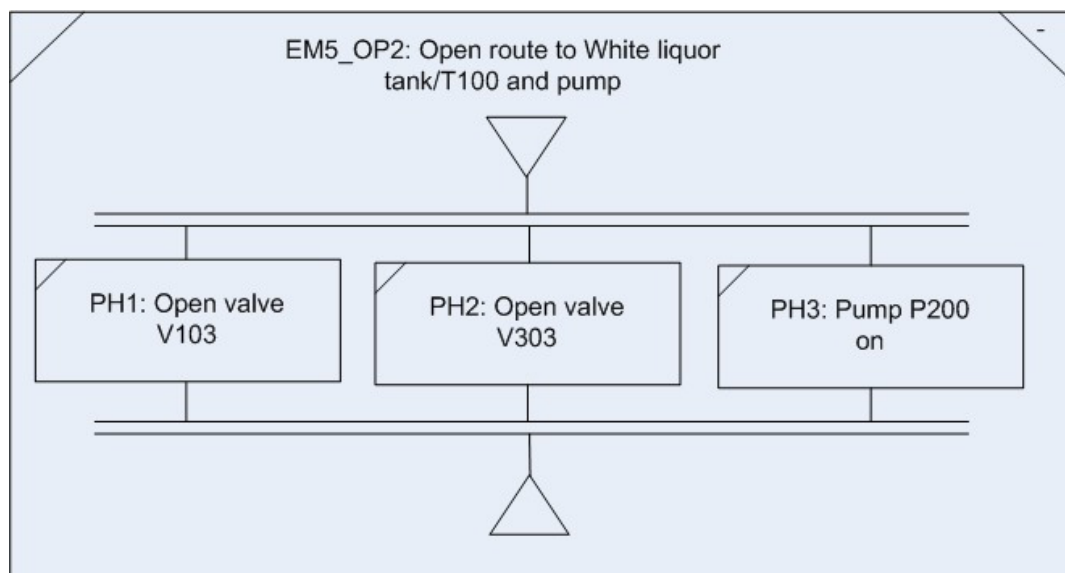 EM5_OP2: Open route to White liquor
tank/T100 and pump
-
PH1: Open valve
V103
PH2: Open valve
V303
PH3: Pump P200
on